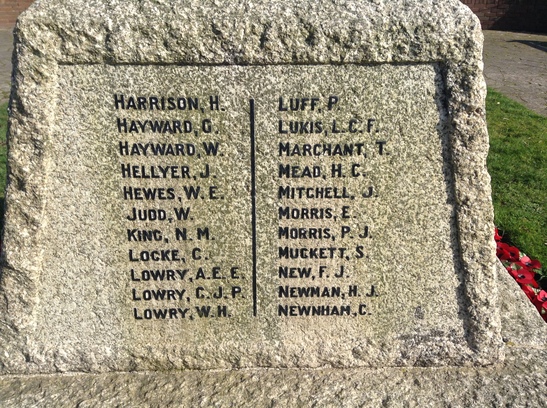 HARRISON, H.
HAYWARD, G.
HAYWARD, W.
HELLYER, J.
HEWES, W. E.
JUDD, W.
KING, N. M.
LOCKE, C.
LOWRY, A. E. E.
LOWRY, C. J. P.
LOWRY, W. H.
LUFF, P.
LUKIS, L. C. F.
MARCHANT, T.
MEAD, H. C.
MITCHELL, J.
MORRIS, E.
MORRIS, P. J.
MUCKETT, S.
NEW, F. J.
NEWMAN, H. J.
NEWNHAM, C.